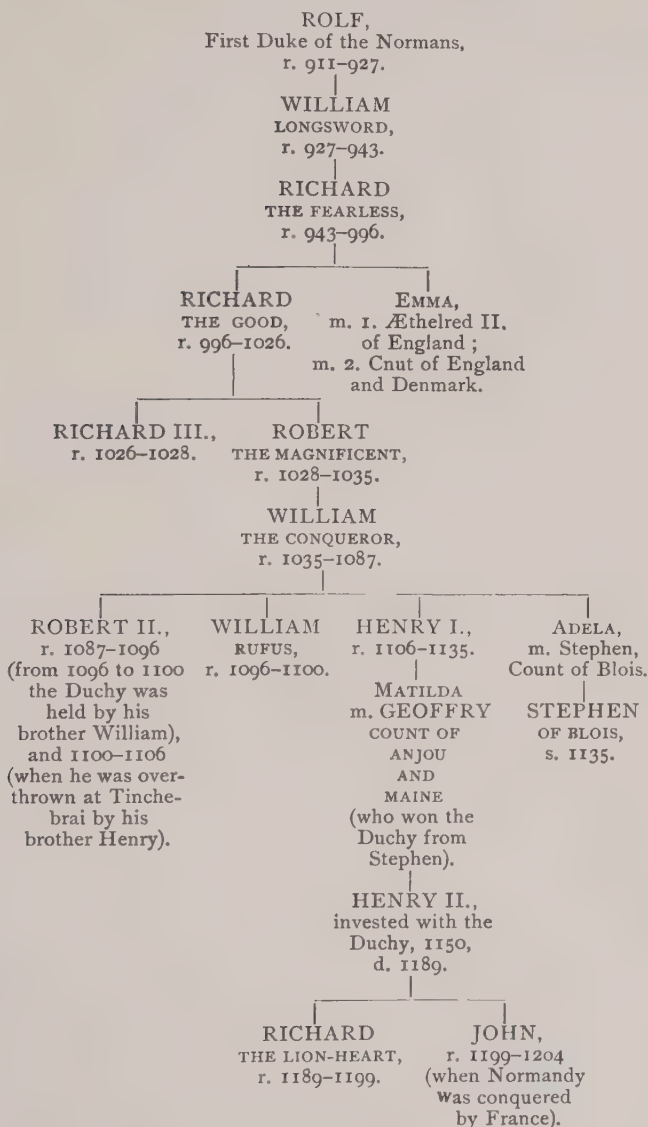 ROLF,
First Duke of the Normans,
r. 911–927.
WILLIAM
LONGSWORD,
r. 927–943.
RICHARD
THE FEARLESS,
r. 943–996.
RICHARD
THE GOOD,
r. 996–1026.
EMMA,
m. 1. Æthelred II.
of England ;
m. 2. Cnut of England
and Denmark.
RICHARD III.,
r. 1026–1028.
ROBERT
THE MAGNIFICENT,
r. 1028–1035.
WILLIAM
THE CONQUEROR,
r. 1035–1087.
ROBERT II.,
r. 1087–1096
(from 1096 to 1100
the Duchy was
held by his
brother William),
and 1100–1106
(when he was over-
thrown at Tinche-
brai by his
brother Henry).
WILLIAM
RUFUS,
r. 1096–1100.
HENRY I.,
r. 1106–1135.
MATILDA
m. GEOFFRY
COUNT OF
ANJOU
AND
MAINE
(who won the
Duchy from
Stephen).
ADELA,
m. Stephen,
Count of Blois.
STEPHEN
OF BLOIS,
s. 1135.
HENRY II.,
invested with the
Duchy, 1150,
d. 1189.
RICHARD
THE LION-HEART,
r. 1189–1199.
JOHN,
r. 1199–1204
(when Normandy
was conquered
by France).